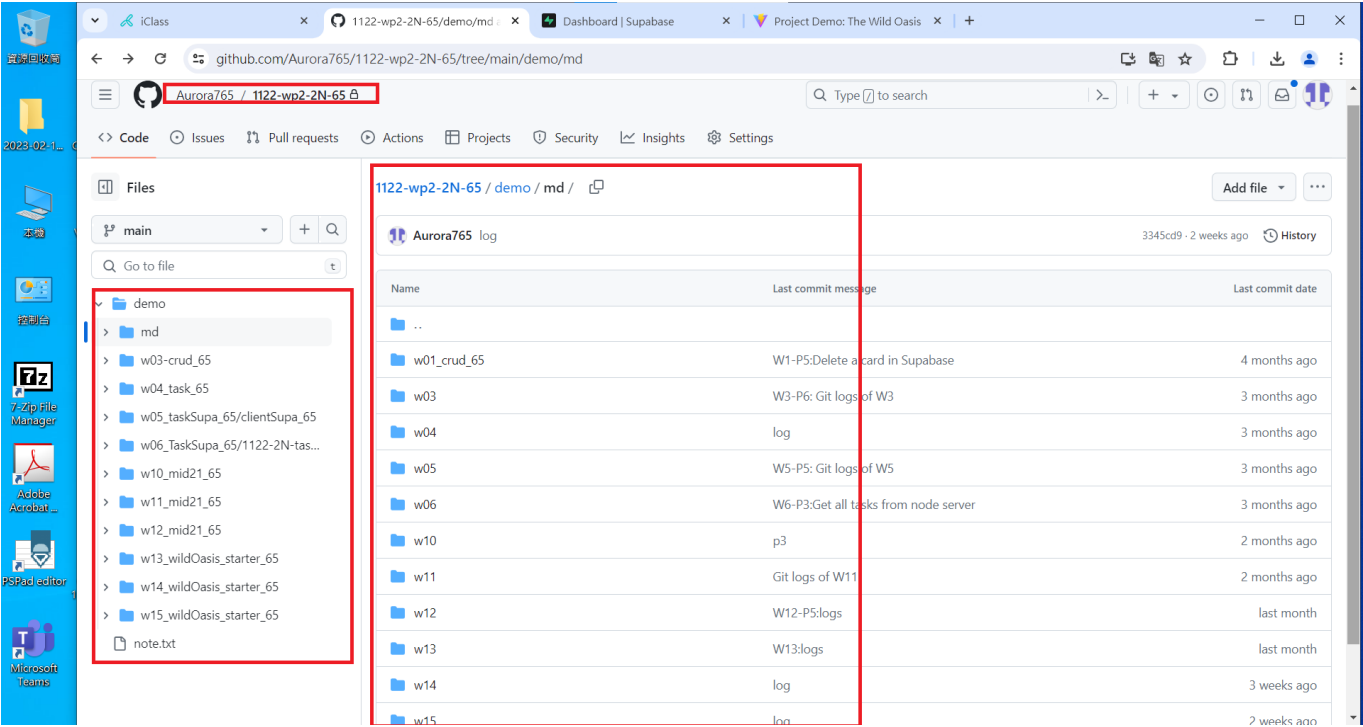 iClass
1122-wp2-2N-65/demo/md a
Dashboard | Supabase
Project Demo: The Wild Oasis
github.com/Aurora765/1122-wp2-2N-65/tree/main/demo/md
Aurora765 / 1122-wp2-2N-65
Type / to search
Code
Issues
Pull requests
Actions
Projects
Security
Insights
Settings
Files
main
Go to file
t
demo
md
w03-crud_65
w04_task_65
w05_taskSupa_65/clientSupa_65
w06_TaskSupa_65/1122-2N-tas...
w10_mid21_65
w11_mid21_65
w12_mid21_65
w13_wildOasis_starter_65
w14_wildOasis_starter_65
w15_wildOasis_starter_65
note.txt
1122-wp2-2N-65 / demo / md /
Add file
Aurora765 log
3345cd9 · 2 weeks ago
History
Name Last commit message Last commit date
..
w01_crud_65 W1-P5:Delete a card in Supabase 4 months ago
w03 W3-P6: Git logs of W3 3 months ago
w04 log 3 months ago
w05 W5-P5: Git logs of W5 3 months ago
w06 W6-P3:Get all tasks from node server 3 months ago
w10 p3 2 months ago
w11 Git logs of W11 2 months ago
w12 W12-P5:logs last month
w13 W13:logs last month
w14 log 3 weeks ago
w15 log 2 weeks ago
資源回收筒
2023-02-1...
本機
控制台
7-Zip File
Manager
Adobe
Acrobat ...
PSPad editor
Microsoft
Teams
7z